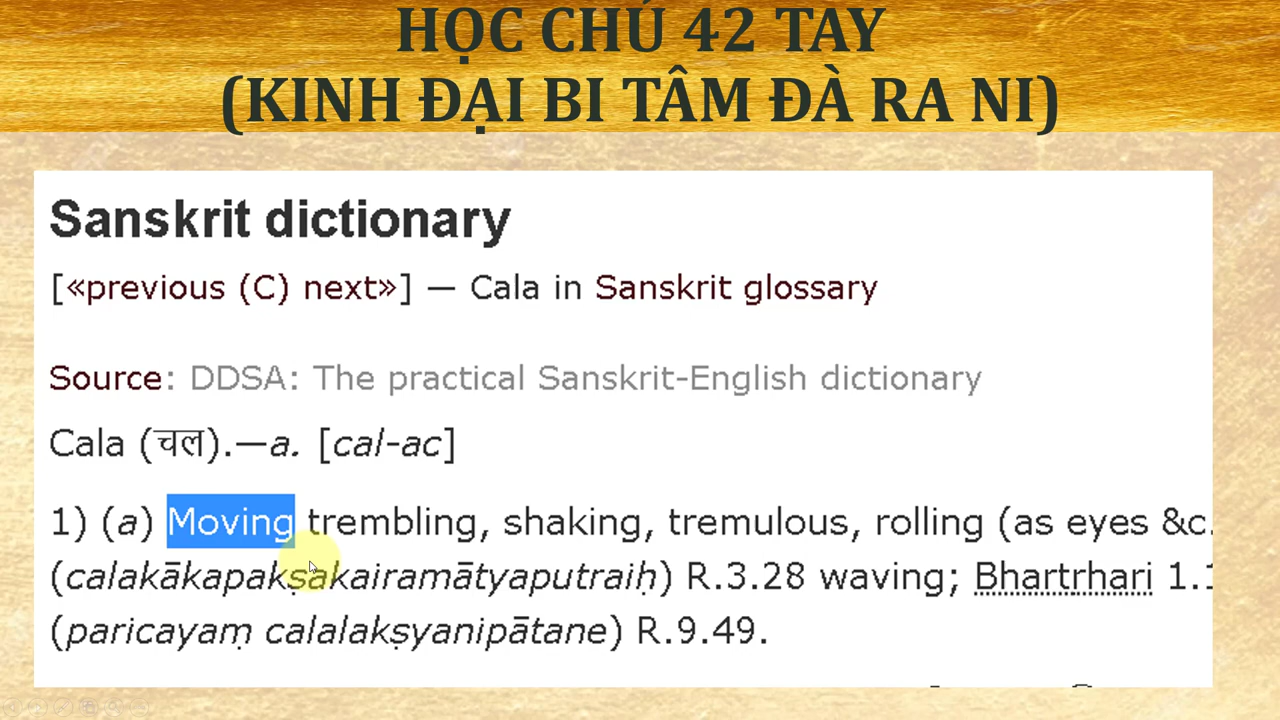 HỌC CHÚ 42 TAY
(KINH ĐẠI BI TÂM ĐÀ RA NI)
Sanskrit dictionary
[«previous (C) next»] — Cala in Sanskrit glossary
Source: DDSA: The practical Sanskrit-English dictionary
Cala (चल).—a. [cal-ac]
1) (a) Moving trembling, shaking, tremulous, rolling (as eyes &c.
(calakākapakṣakairamātyaputraiḥ) R.3.28 waving; Bhartṛhari 1.1
(paricayaṃ calalakṣyanipātane) R.9.49.